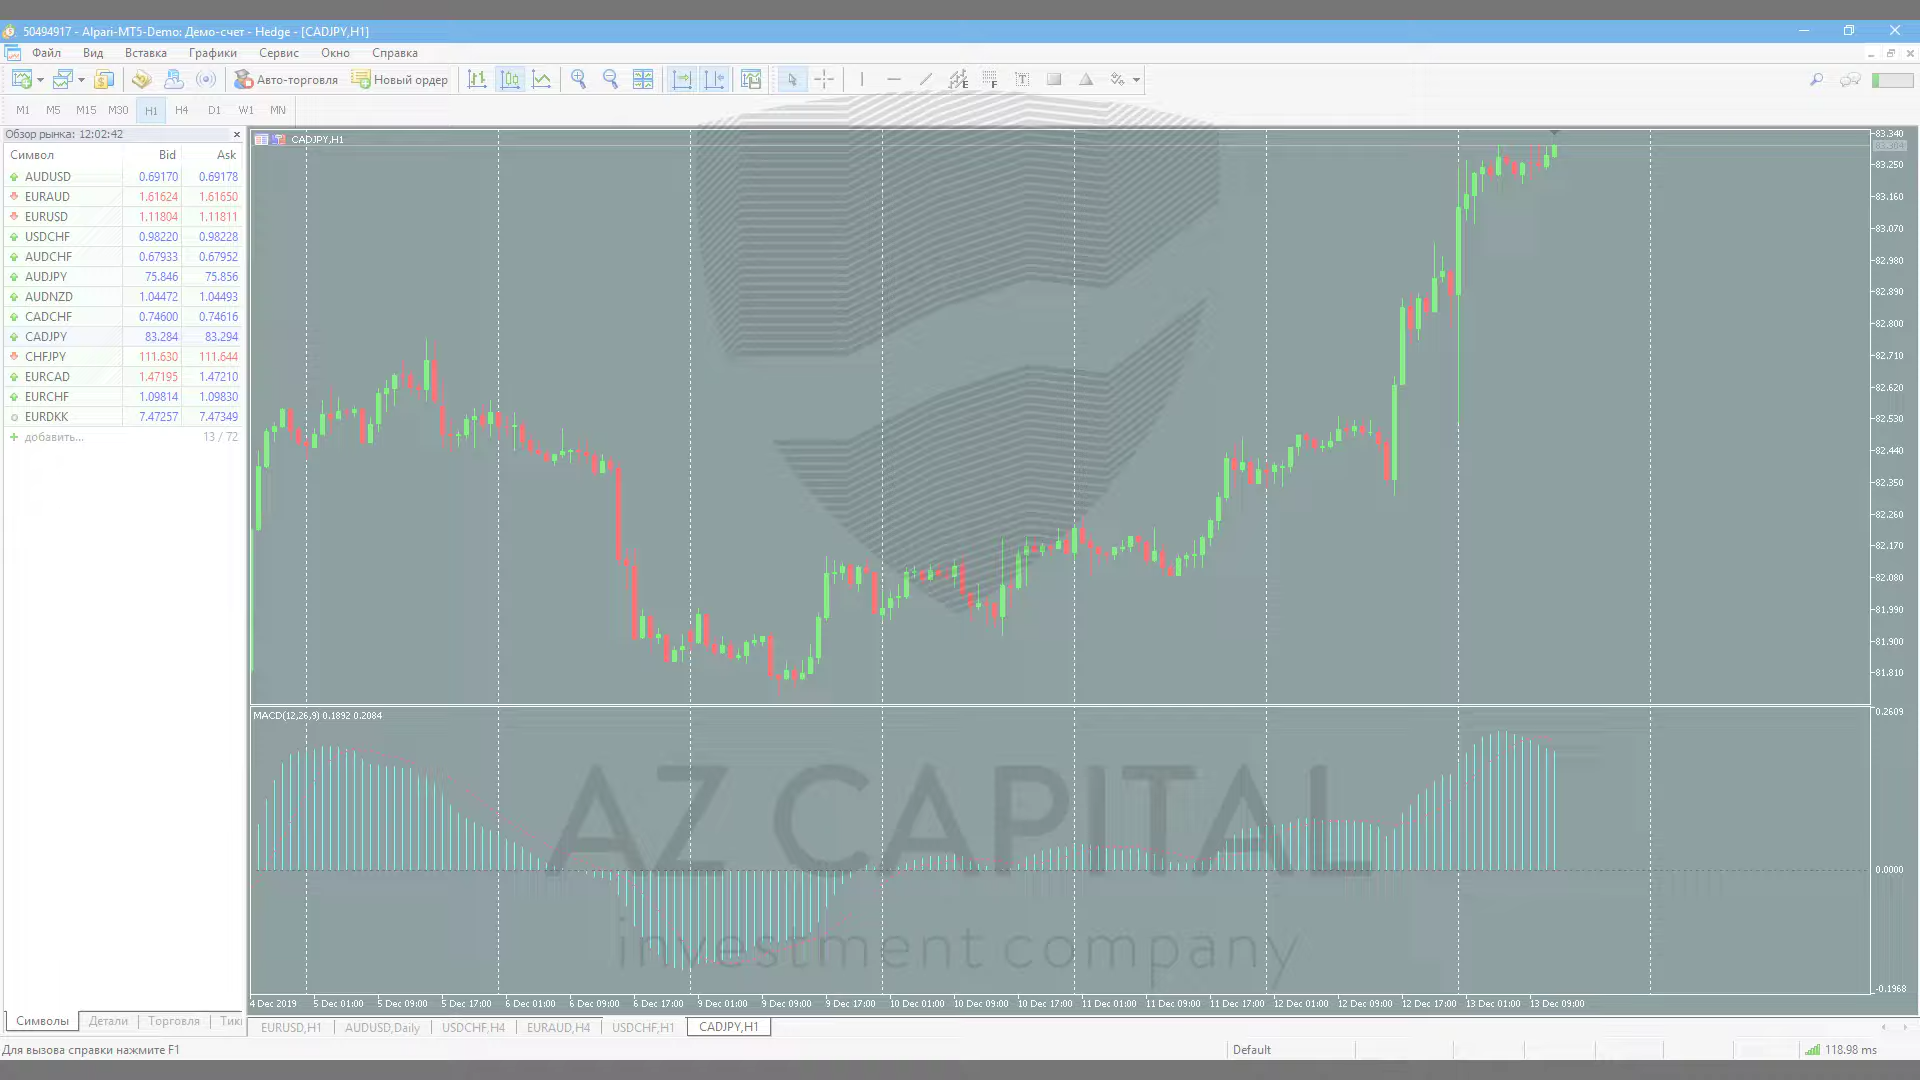 50494917 - Alpari-MT5-Demo: Демо-счет - Hedge - [CADJPY,H1]
Файл Вид Вставка Графики Сервис Окно Справка
Авто-торговля Новый ордер
M1 M5 M15 M30 H1 H4 D1 W1 MN
Обзор рынка: 12:02:42
Символ Bid Ask
AUDUSD 0.69170 0.69178
EURAUD 1.61624 1.61650
EURUSD 1.11804 1.11811
USDCHF 0.98220 0.98228
AUDCHF 0.67933 0.67952
AUDJPY 75.846 75.856
AUDNZD 1.04472 1.04493
CADCHF 0.74600 0.74616
CADJPY 83.284 83.294
CHFJPY 111.630 111.644
EURCAD 1.47195 1.47210
EURCHF 1.09814 1.09830
EURDKK 7.47257 7.47349
добавить... 13 / 72
CADJPY,H1
83.340
83.250
83.160
83.070
82.980
82.890
82.800
82.710
82.620
82.530
82.440
82.350
82.260
82.170
82.080
81.990
81.900
81.810
MACD(12,26,9) 0.1892 0.2084
0.2609
0.0000
-0.1968
AZ CAPITAL
investment company
4 Dec 2019 5 Dec 01:00 5 Dec 09:00 5 Dec 17:00 6 Dec 01:00 6 Dec 09:00 6 Dec 17:00 9 Dec 01:00 9 Dec 09:00 9 Dec 17:00 10 Dec 01:00 10 Dec 09:00 10 Dec 17:00 11 Dec 01:00 11 Dec 09:00 11 Dec 17:00 12 Dec 01:00 12 Dec 09:00 12 Dec 17:00 13 Dec 01:00 13 Dec 09:00
Символы Детали Торговля Тики
EURUSD,H1 AUDUSD,Daily USDCHF,H4 EURAUD,H4 USDCHF,H1 CADJPY,H1
Для вызова справки нажмите F1
Default
118.98 ms